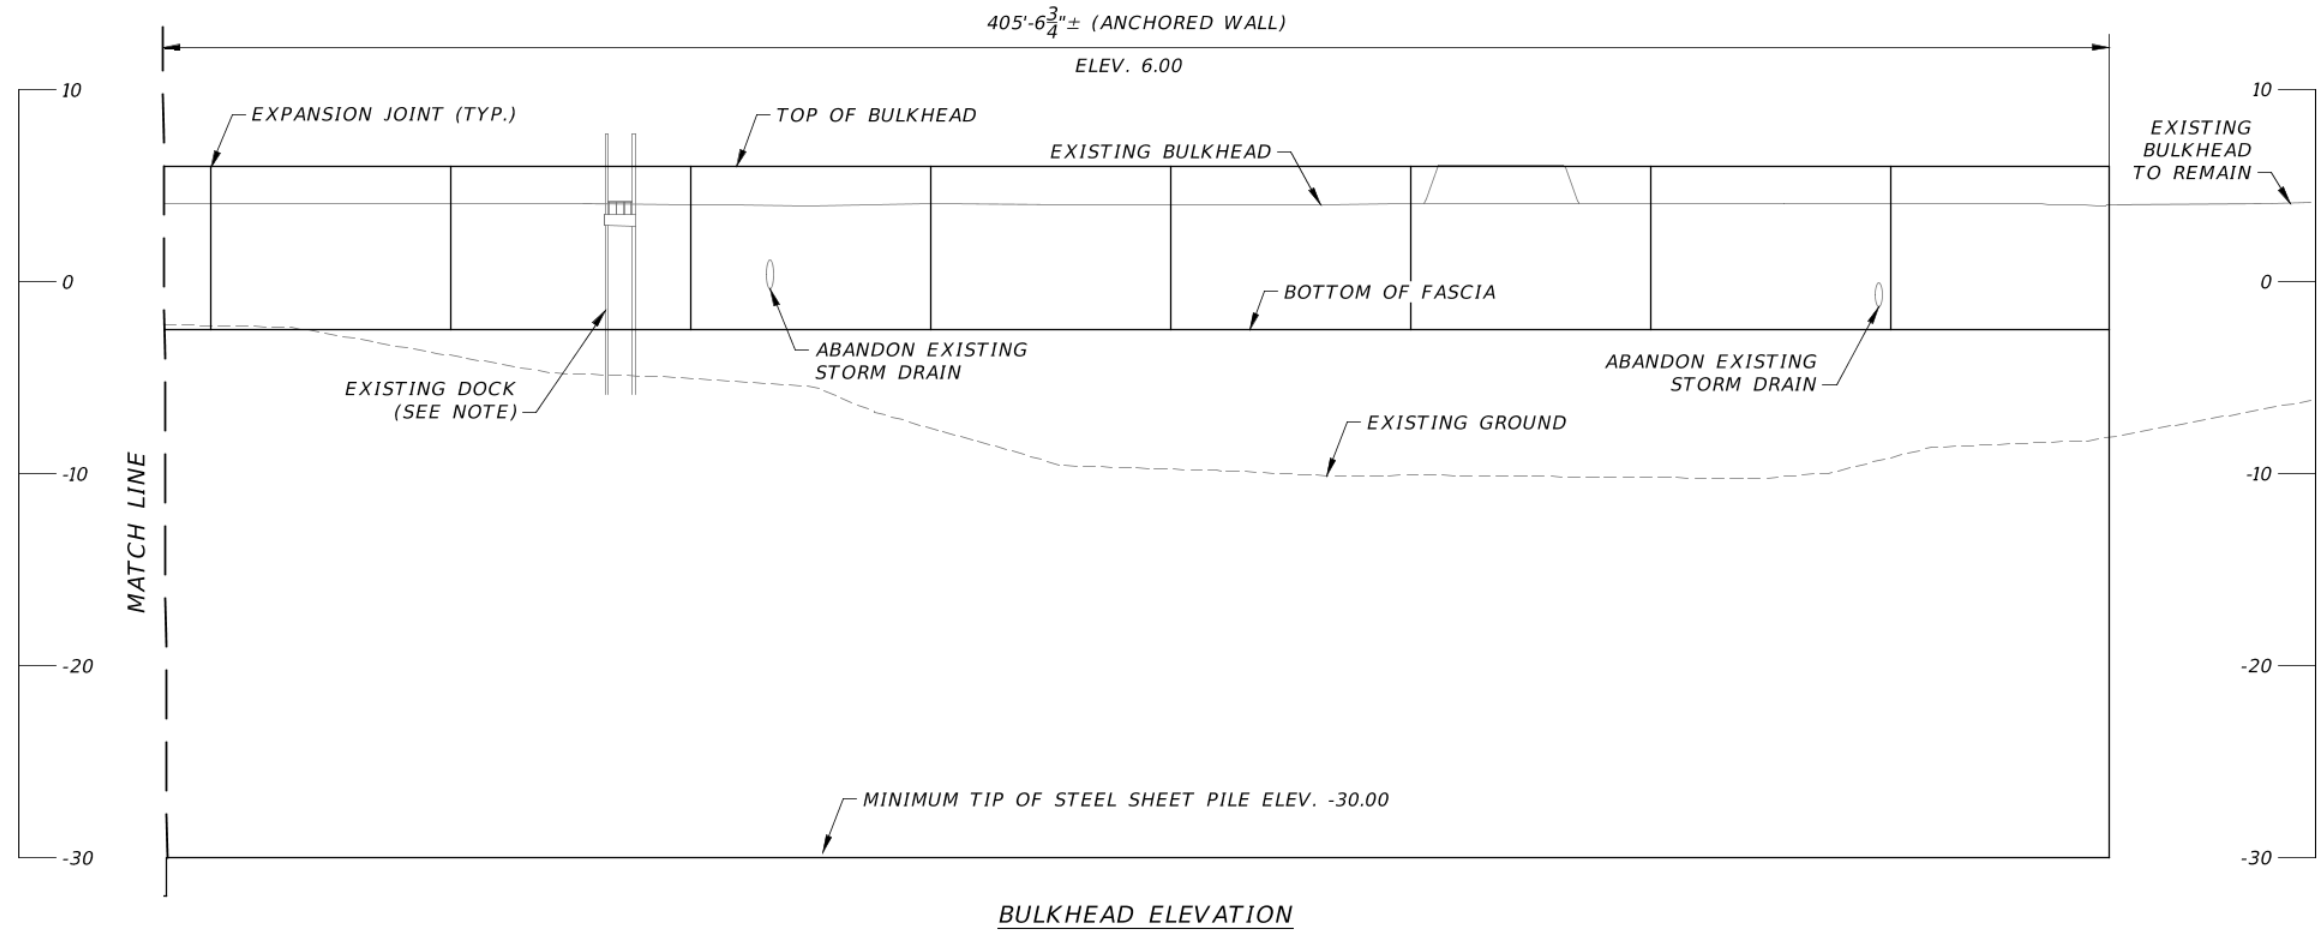 405'-6 3/4"± (ANCHORED WALL)
ELEV. 6.00
10
10
EXPANSION JOINT (TYP.)
TOP OF BULKHEAD
EXISTING BULKHEAD
EXISTING
BULKHEAD
TO REMAIN
0
0
BOTTOM OF FASCIA
ABANDON EXISTING
STORM DRAIN
ABANDON EXISTING
STORM DRAIN
EXISTING DOCK
(SEE NOTE)
EXISTING GROUND
MATCH LINE
-10
-10
-20
-20
MINIMUM TIP OF STEEL SHEET PILE ELEV. -30.00
-30
-30
BULKHEAD ELEVATION